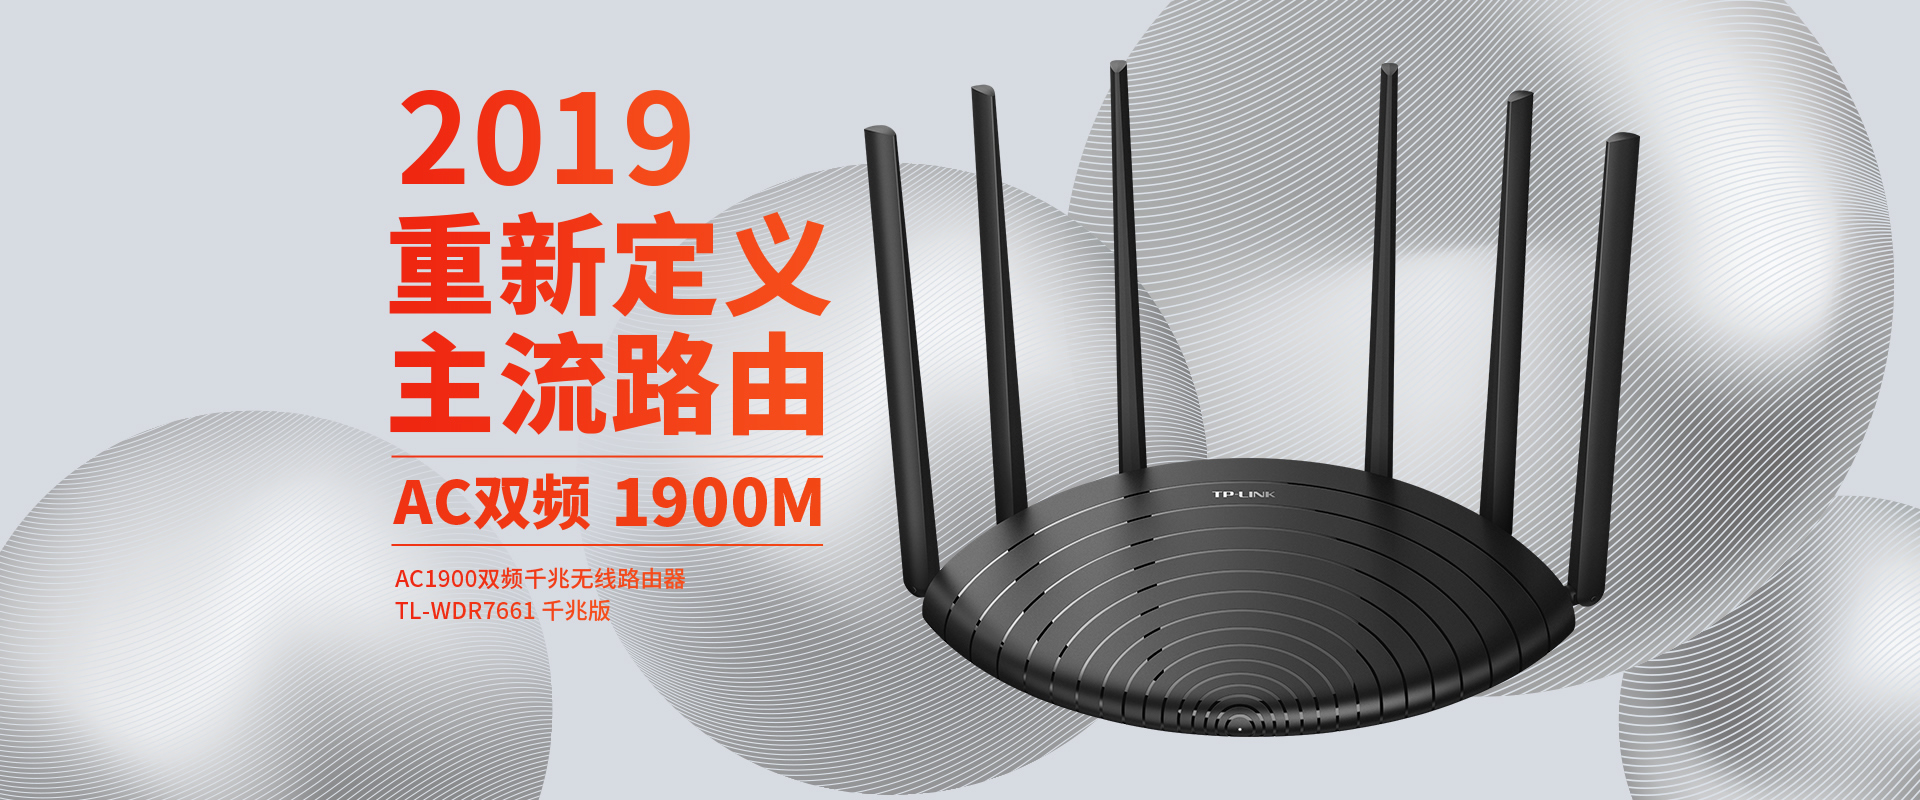 2019
重新定义
主流路由
AC双频 1900M
AC1900双频千兆无线路由器
TL-WDR7661 千兆版
TP-LINK